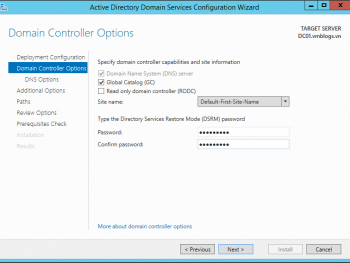 Active Directory Domain Services Configuration Wizard
Domain Controller Options
TARGET SERVER
DC01.vmblogs.vn
Deployment Configuration
Domain Controller Options
DNS Options
Additional Options
Paths
Review Options
Prerequisites Check
Installation
Results
Specify domain controller capabilities and site information
Domain Name System (DNS) server
Global Catalog (GC)
Read only domain controller (RODC)
Site name:
Default-First-Site-Name
Type the Directory Services Restore Mode (DSRM) password
Password:
•••••••••
Confirm password:
•••••••••
More about domain controller options
< Previous
Next >
Install
Cancel